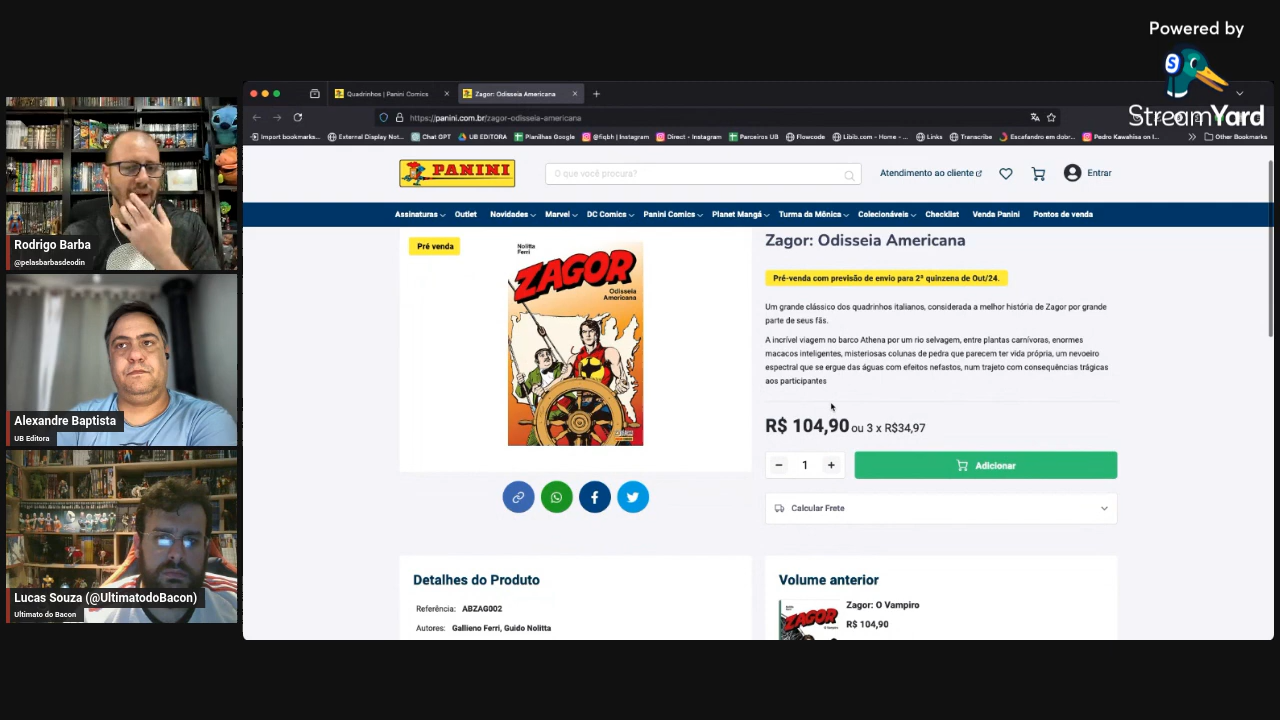 Powered by
StreamYard
Rodrigo Barba
@pelasbarbasdeodin
Alexandre Baptista
UB Editora
Lucas Souza (@UltimatodoBacon)
Ultimato do Bacon
Quadrinhos | Panini Comics
Zagor: Odisseia Americana
https://panini.com.br/zagor-odisseia-americana
Import bookmarks...
External Display Not...
Chat GPT
UB EDITORA
Planilhas Google
@fiqbh | Instagram
Direct - Instagram
Parceiros UB
Flowcode
Libib.com - Home - ...
Links
Transcribe
Escafandro em dobr...
Pedro Kawahisa on I...
Other Bookmarks
PANINI
O que você procura?
Atendimento ao cliente
Entrar
Assinaturas
Outlet
Novidades
Marvel
DC Comics
Panini Comics
Planet Mangá
Turma da Mônica
Colecionáveis
Checklist
Venda Panini
Pontos de venda
Pré venda
Nolitta
Ferri
ZAGOR
Odisseia
Americana
Zagor: Odisseia Americana
Pré-venda com previsão de envio para 2ª quinzena de Out/24.
Um grande clássico dos quadrinhos italianos, considerada a melhor história de Zagor por grande
parte de seus fãs.
A incrível viagem no barco Athena por um rio selvagem, entre plantas carnívoras, enormes
macacos inteligentes, misteriosas colunas de pedra que parecem ter vida própria, um nevoeiro
espectral que se ergue das águas com efeitos nefastos, num trajeto com consequências trágicas
aos participantes
R$ 104,90 ou 3 x R$34,97
1
Adicionar
Calcular Frete
Detalhes do Produto
Referência: ABZAG002
Autores: Gallieno Ferri, Guido Nolitta
Volume anterior
ZAGOR
Zagor: O Vampiro
R$ 104,90